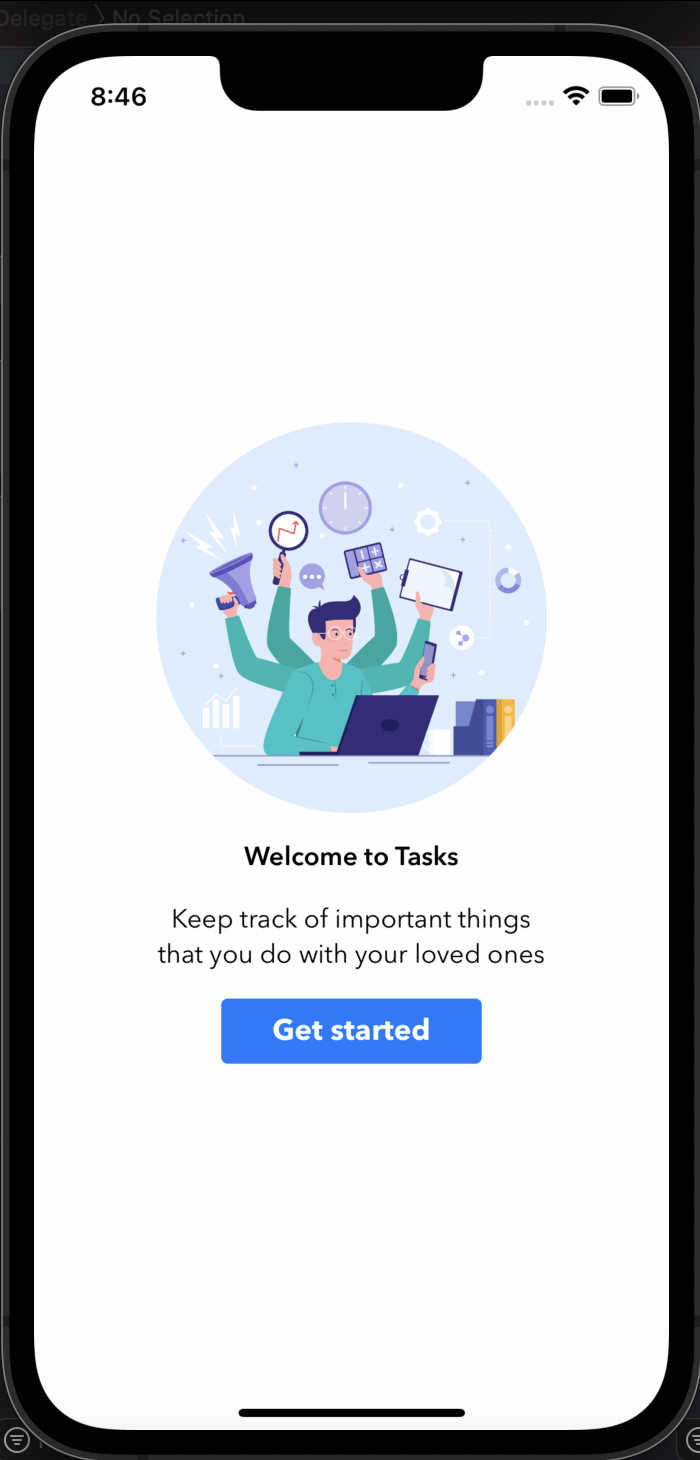 Delegate 〉 No Selection
8:46
Welcome to Tasks
Keep track of important things
that you do with your loved ones
Get started